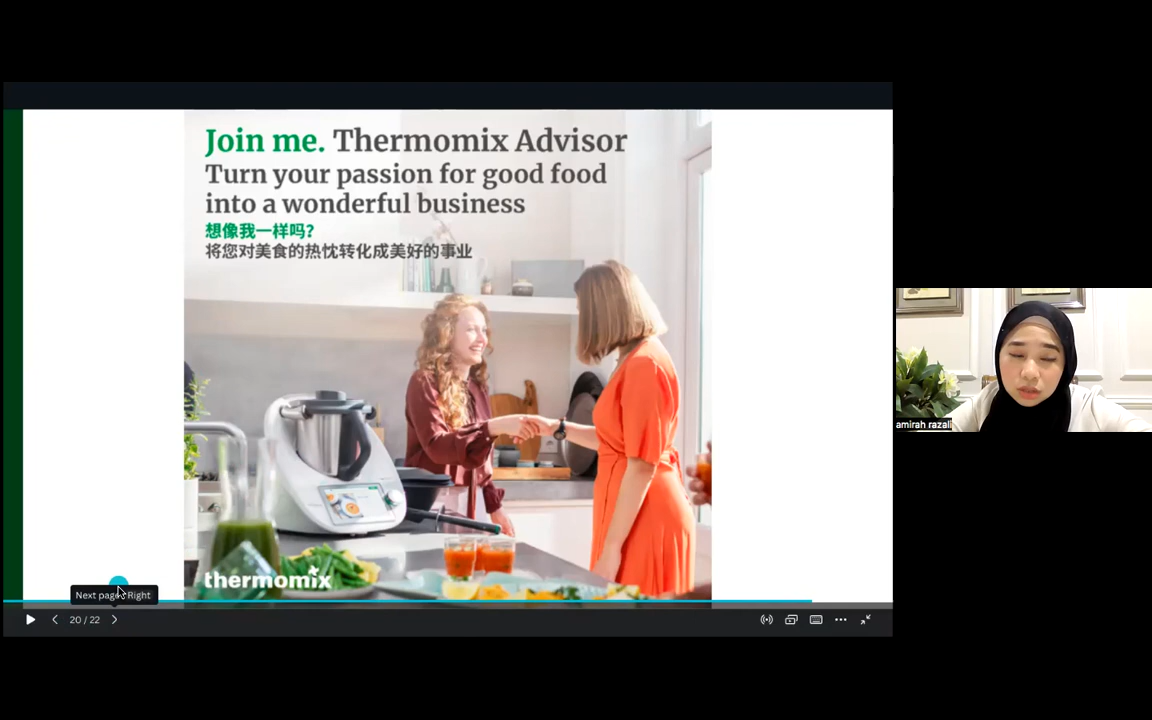 Join me. Thermomix Advisor
Turn your passion for good food
into a wonderful business
想像我一样吗?
将您对美食的热忱转化成美好的事业
thermomix
amirah razali
Next page Right
20 / 22